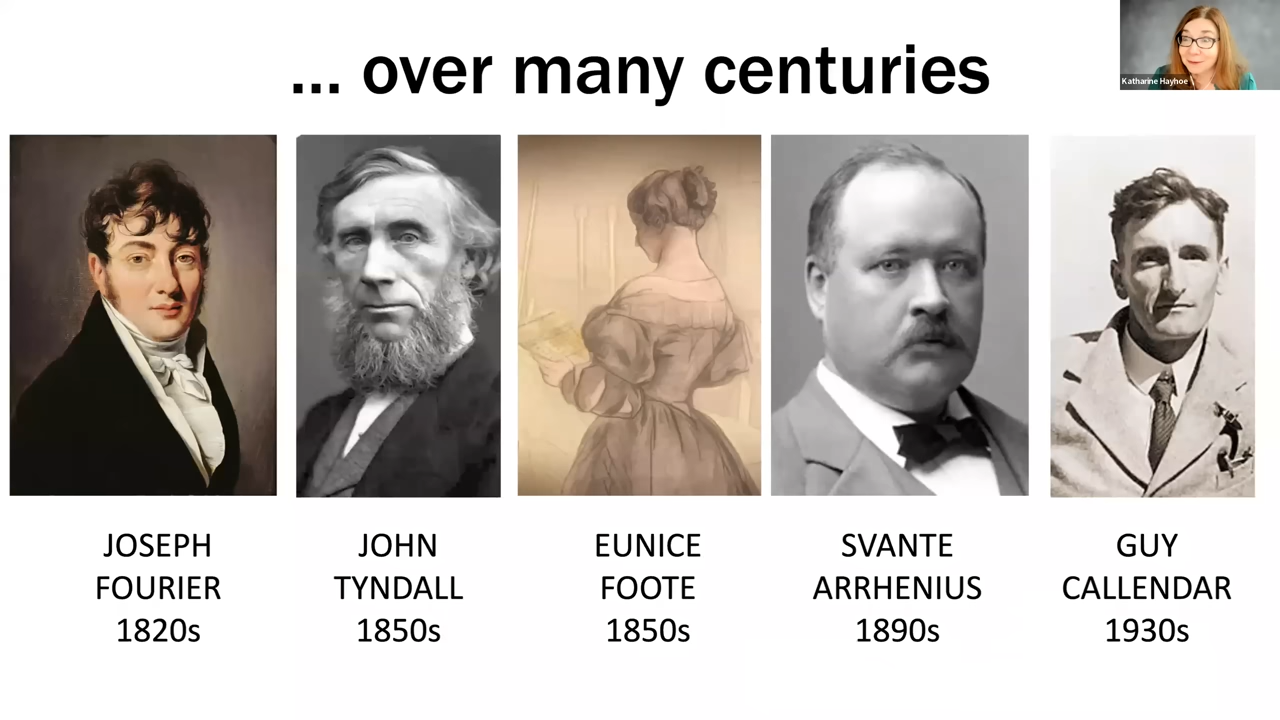 ... over many centuries
Katharine Hayhoe
JOSEPH
FOURIER
1820s
JOHN
TYNDALL
1850s
EUNICE
FOOTE
1850s
SVANTE
ARRHENIUS
1890s
GUY
CALLENDAR
1930s